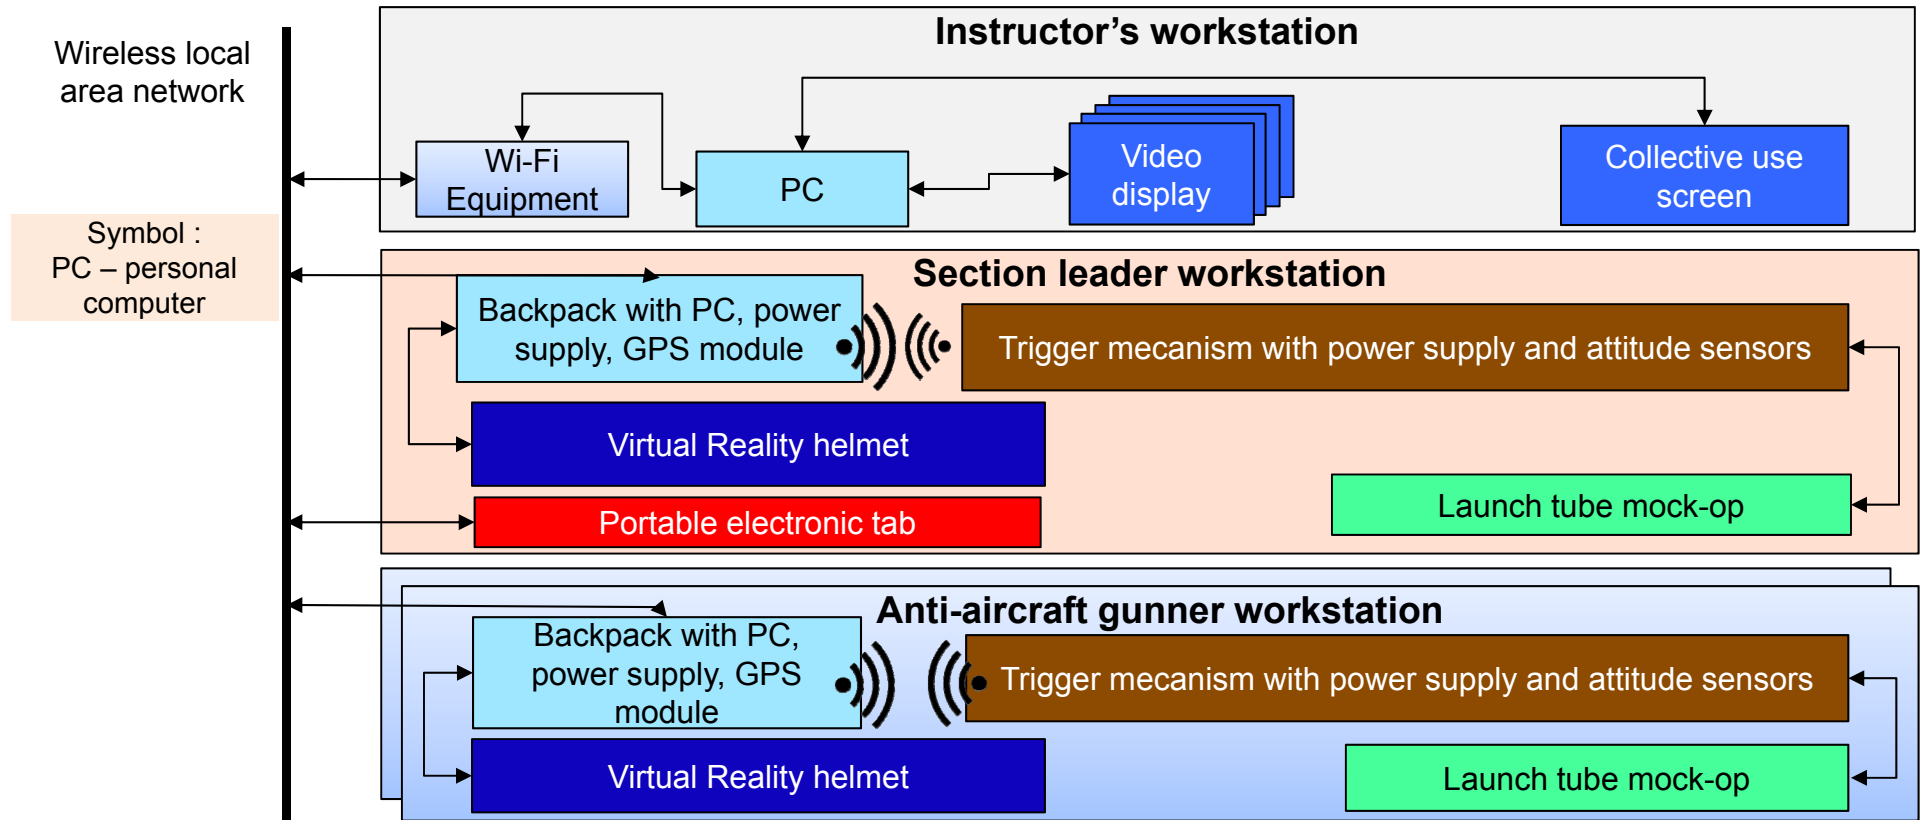 Wireless local
area network
Symbol :
PC – personal
computer
Instructor’s workstation
Wi-Fi
Equipment
PC
Video
display
Collective use
screen
Section leader workstation
Backpack with PC, power
supply, GPS module
Trigger mecanism with power supply and attitude sensors
Virtual Reality helmet
Portable electronic tab
Launch tube mock-op
Anti-aircraft gunner workstation
Backpack with PC,
power supply, GPS
module
Trigger mecanism with power supply and attitude sensors
Virtual Reality helmet
Launch tube mock-op